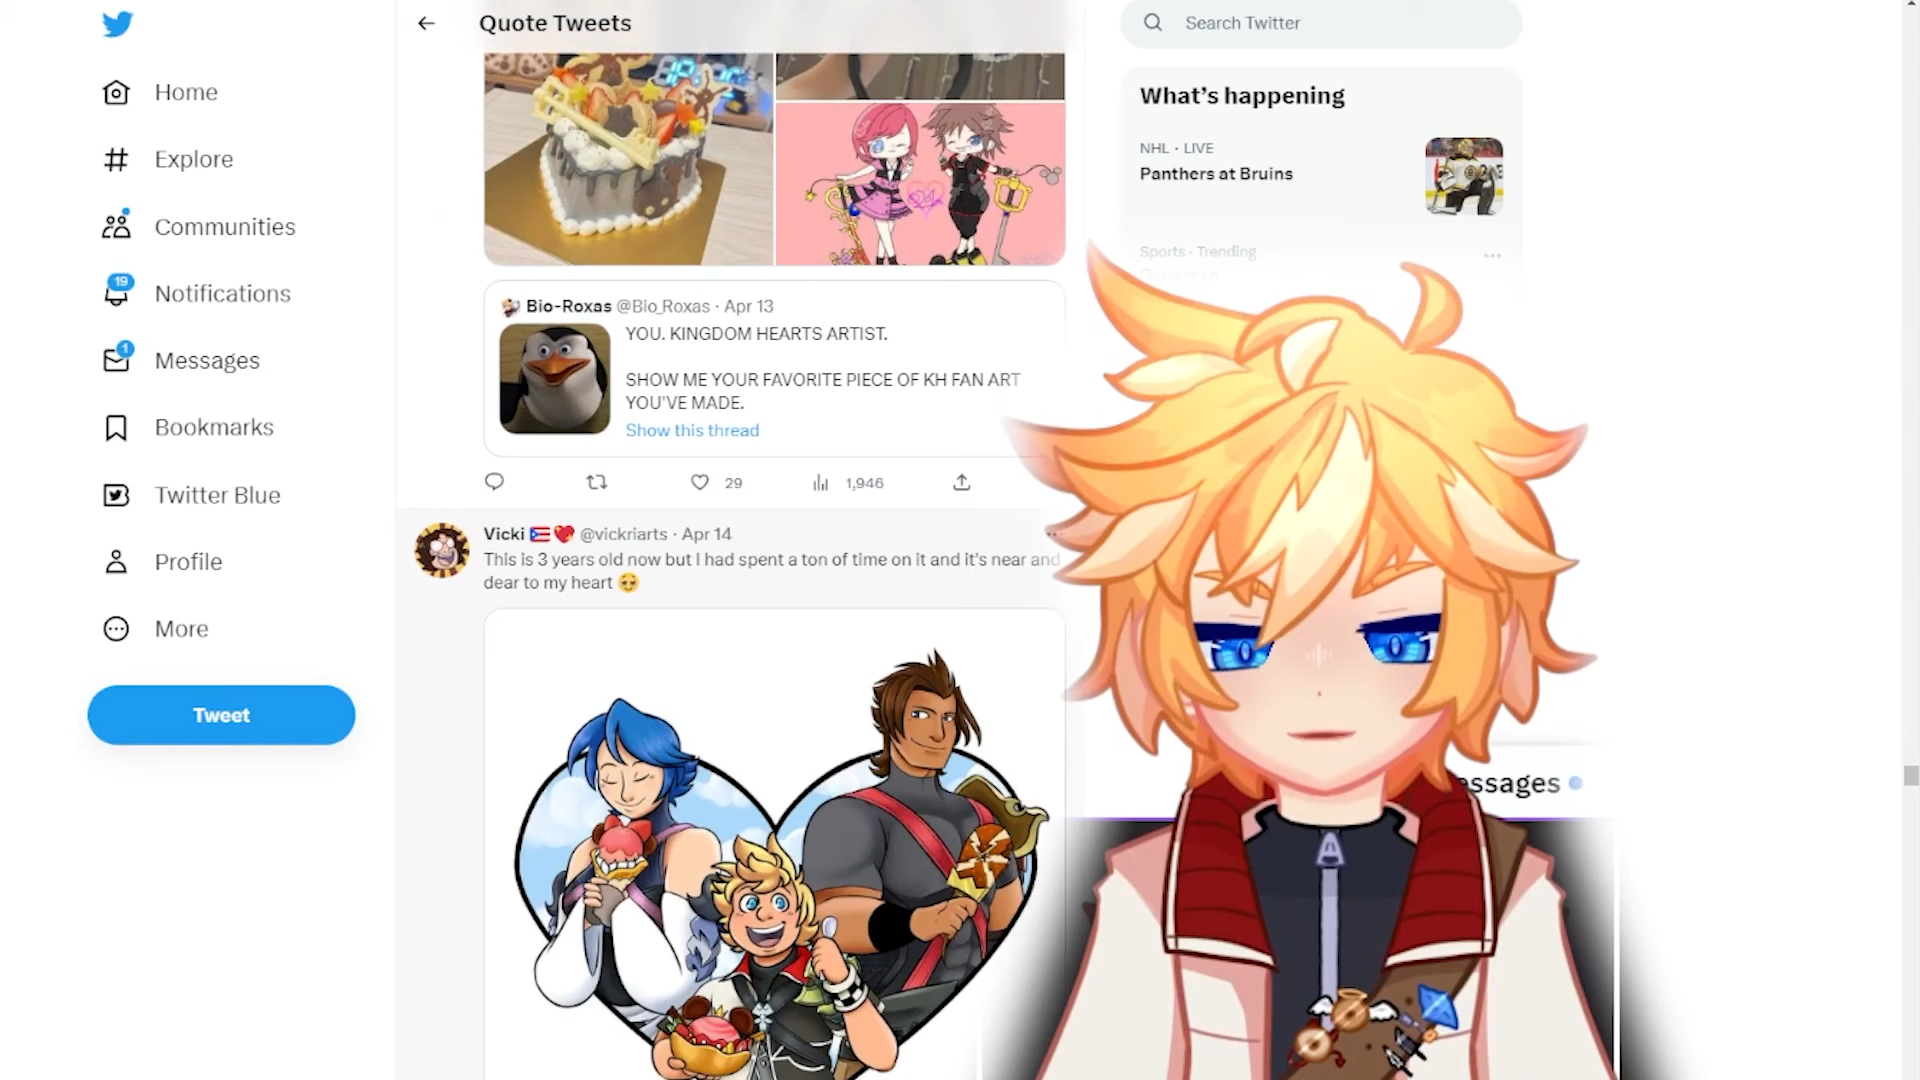 Quote Tweets
Search Twitter
Home
Explore
Communities
19
Notifications
1
Messages
Bookmarks
Twitter Blue
Profile
More
Tweet
What's happening
NHL · LIVE
Panthers at Bruins
Sports · Trending
Bio-Roxas @Bio_Roxas · Apr 13
YOU. KINGDOM HEARTS ARTIST.
SHOW ME YOUR FAVORITE PIECE OF KH FAN ART
YOU'VE MADE.
Show this thread
29
1,946
Vicki @vickriarts · Apr 14
This is 3 years old now but I had spent a ton of time on it and it's near and
dear to my heart
essages